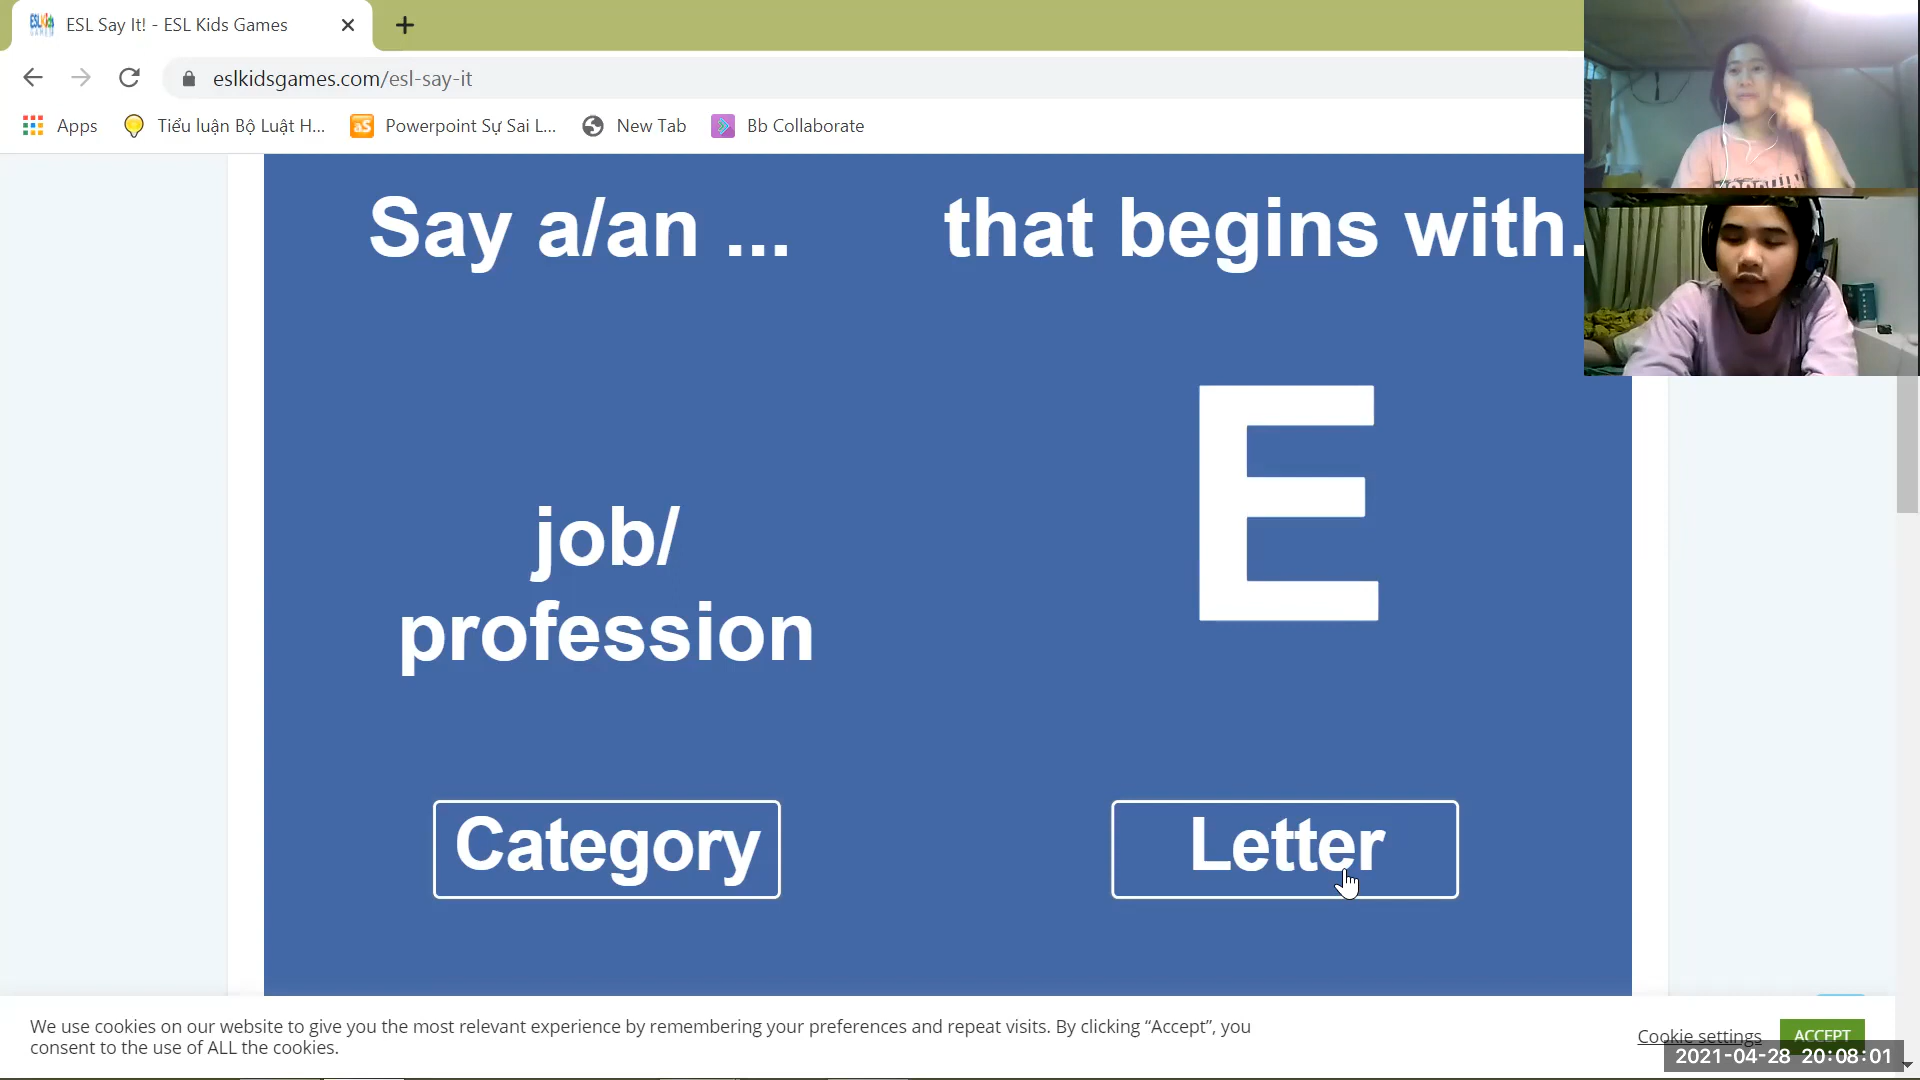 ESL Say It! - ESL Kids Games
eslkidsgames.com/esl-say-it
Apps
Tiểu luận Bộ Luật H...
Powerpoint Sự Sai L...
New Tab
Bb Collaborate
Say a/an ...
that begins with.
job/
profession
E
Category
Letter
We use cookies on our website to give you the most relevant experience by remembering your preferences and repeat visits. By clicking “Accept”, you
consent to the use of ALL the cookies.
Cookie settings
ACCEPT
2021-04-28 20:08:01